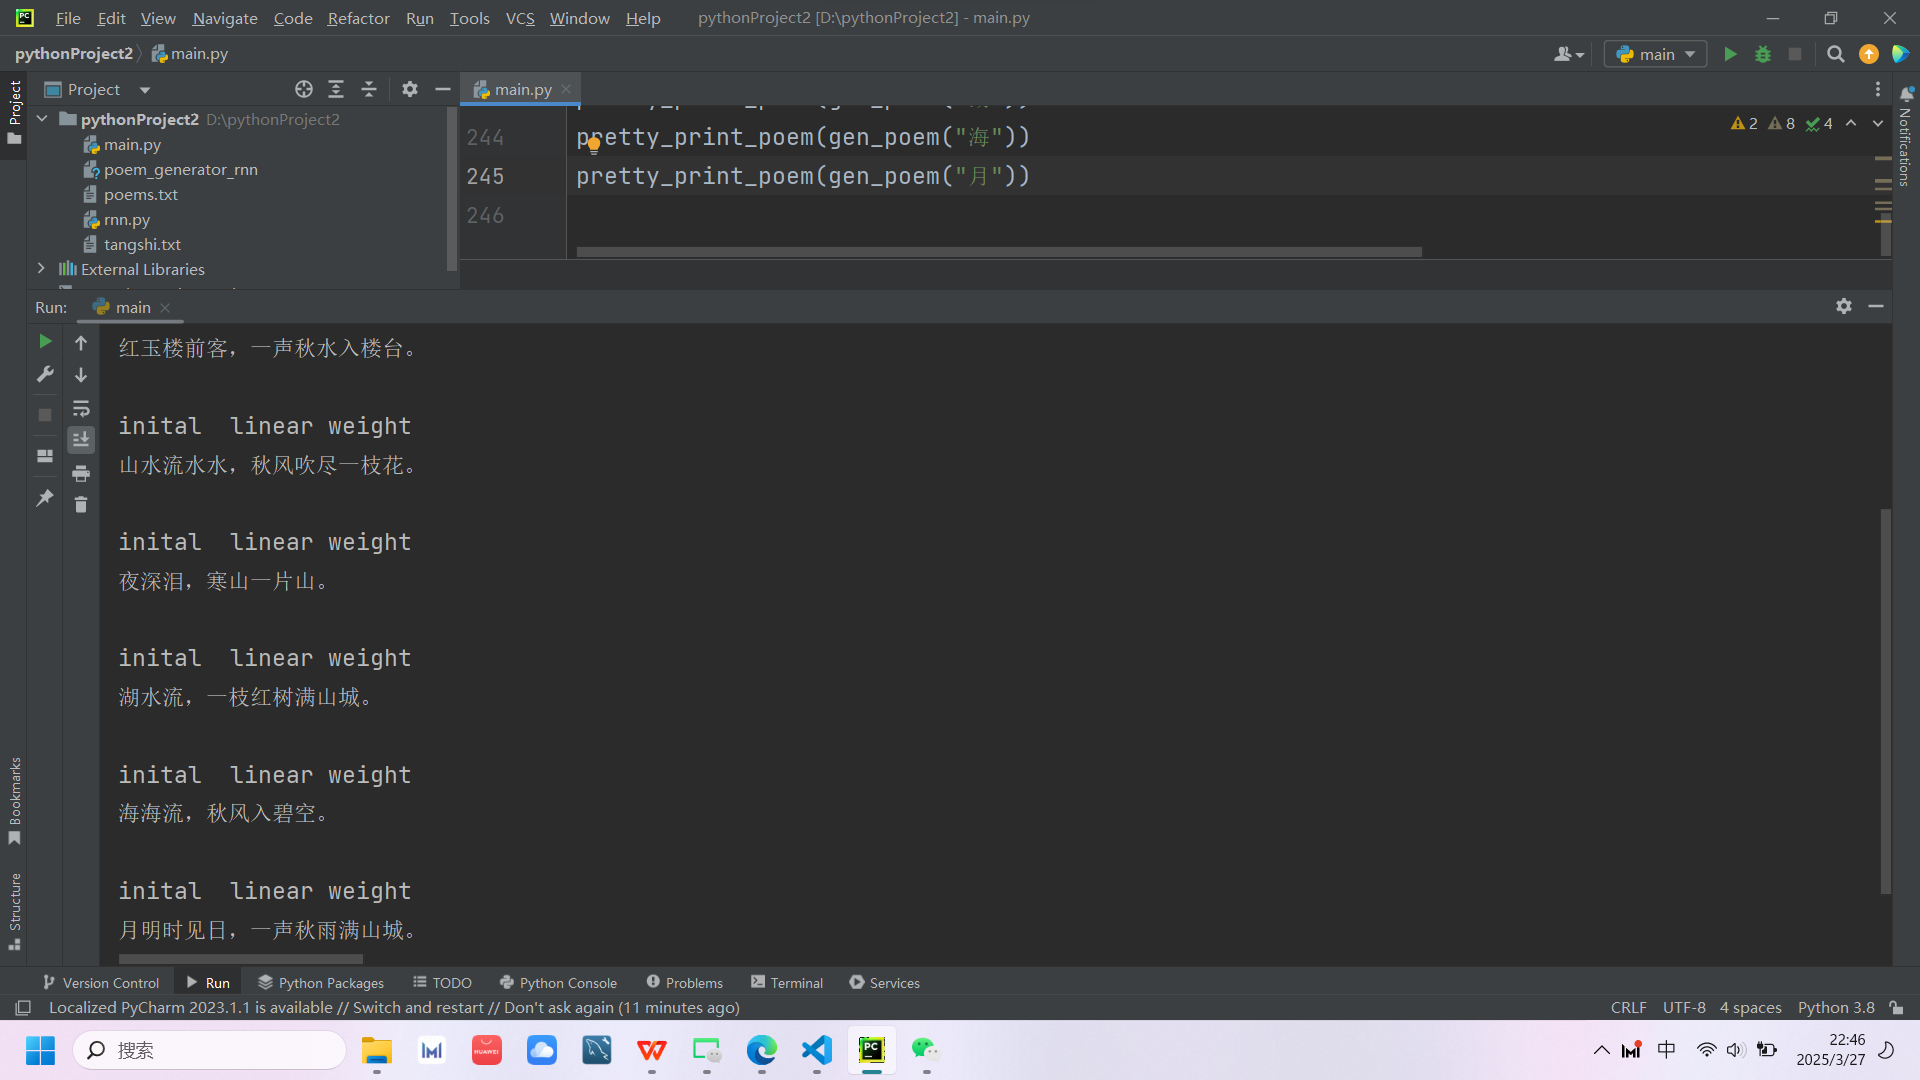 File Edit View Navigate Code Refactor Run Tools VCS Window Help pythonProject2 [D:\pythonProject2] - main.py
pythonProject2 main.py main
Project main.py
pythonProject2 D:\pythonProject2
main.py
poem_generator_rnn
poems.txt
rnn.py
tangshi.txt
External Libraries
244 pretty_print_poem(gen_poem("海"))
245 pretty_print_poem(gen_poem("月"))
246
2 8 4
Project
Notifications
Run: main
红玉楼前客，一声秋水入楼台。
inital  linear weight
山水流水水，秋风吹尽一枝花。
inital  linear weight
夜深泪，寒山一片山。
inital  linear weight
湖水流，一枝红树满山城。
inital  linear weight
海海流，秋风入碧空。
inital  linear weight
月明时见日，一声秋雨满山城。
Bookmarks
Structure
Version Control Run Python Packages TODO Python Console Problems Terminal Services
Localized PyCharm 2023.1.1 is available // Switch and restart // Don't ask again (11 minutes ago) CRLF UTF-8 4 spaces Python 3.8
搜索
HUAWEI
PC
中
22:46
2025/3/27